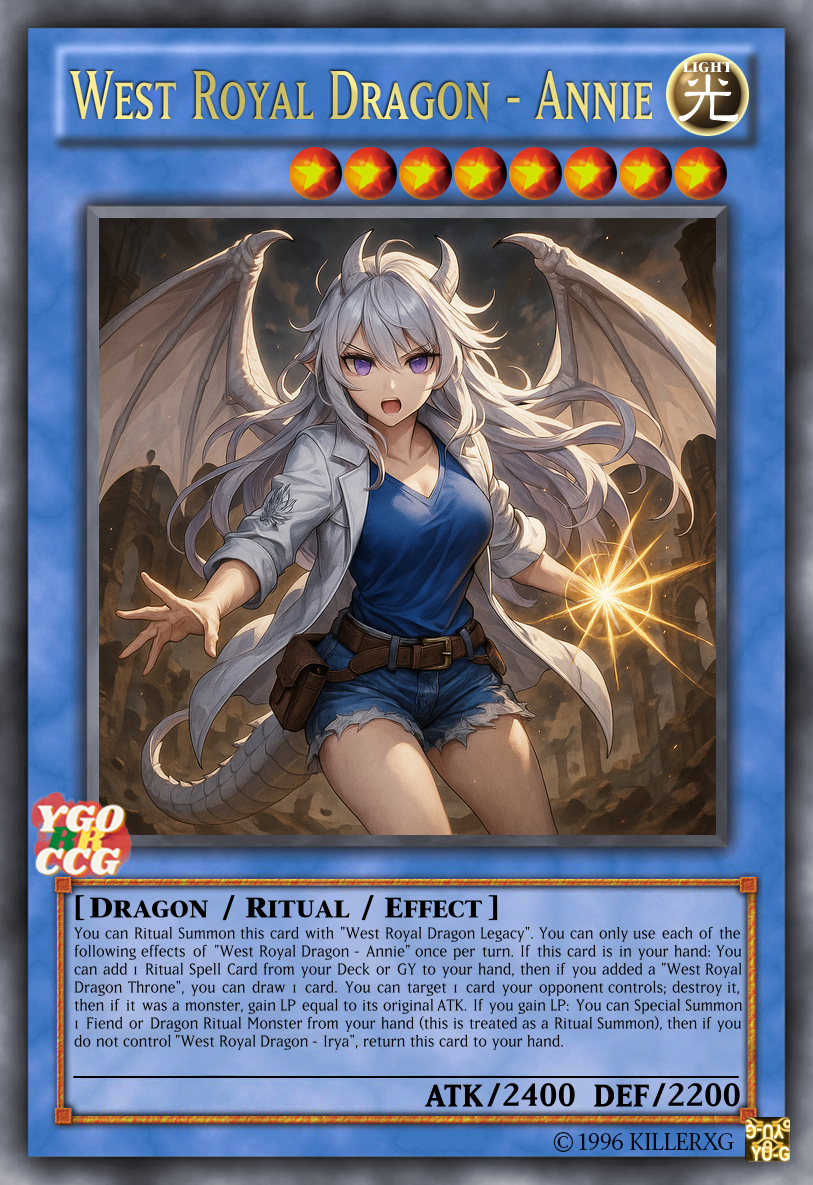 WEST ROYAL DRAGON - ANNIE
LIGHT
光
YGO
RR
CCG
[ DRAGON / RITUAL / EFFECT ]
You can Ritual Summon this card with "West Royal Dragon Legacy". You can only use each of the
following effects of "West Royal Dragon - Annie" once per turn. If this card is in your hand: You
can add 1 Ritual Spell Card from your Deck or GY to your hand, then if you added a "West Royal
Dragon Throne", you can draw 1 card. You can target 1 card your opponent controls; destroy it,
then if it was a monster, gain LP equal to its original ATK. If you gain LP: You can Special Summon
1 Fiend or Dragon Ritual Monster from your hand (this is treated as a Ritual Summon), then if you
do not control "West Royal Dragon - Irya", return this card to your hand.
ATK/2400 DEF/2200
© 1996 KILLERXG